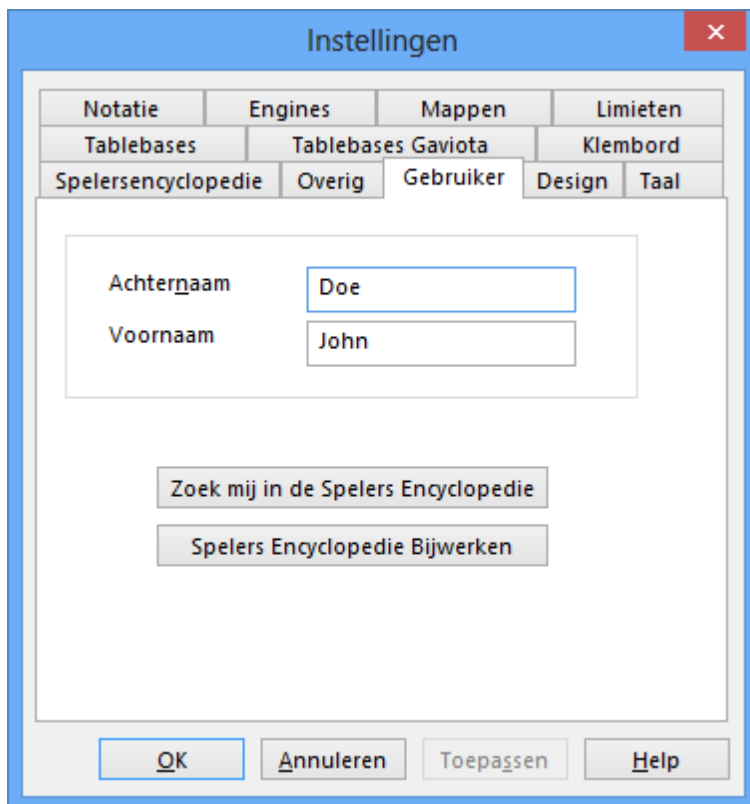 Instellingen
Notatie Engines Mappen Limieten
Tablebases Tablebases Gaviota Klembord
Spelersencyclopedie Overig Gebruiker Design Taal
Achternaam Doe
Voornaam John
Zoek mij in de Spelers Encyclopedie
Spelers Encyclopedie Bijwerken
OK Annuleren Toepassen Help